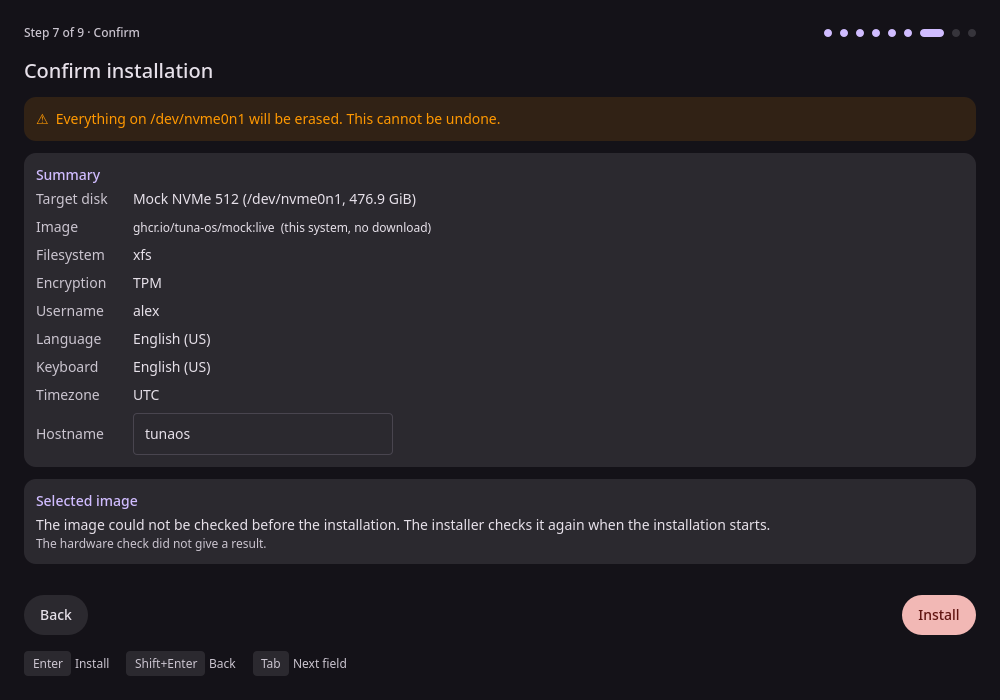 Step 7 of 9 · Confirm
Confirm installation
⚠ Everything on /dev/nvme0n1 will be erased. This cannot be undone.
Summary
Target disk Mock NVMe 512 (/dev/nvme0n1, 476.9 GiB)
Image ghcr.io/tuna-os/mock:live (this system, no download)
Filesystem xfs
Encryption TPM
Username alex
Language English (US)
Keyboard English (US)
Timezone UTC
Hostname tunaos
Selected image
The image could not be checked before the installation. The installer checks it again when the installation starts.
The hardware check did not give a result.
Back Install
Enter Install Shift+Enter Back Tab Next field